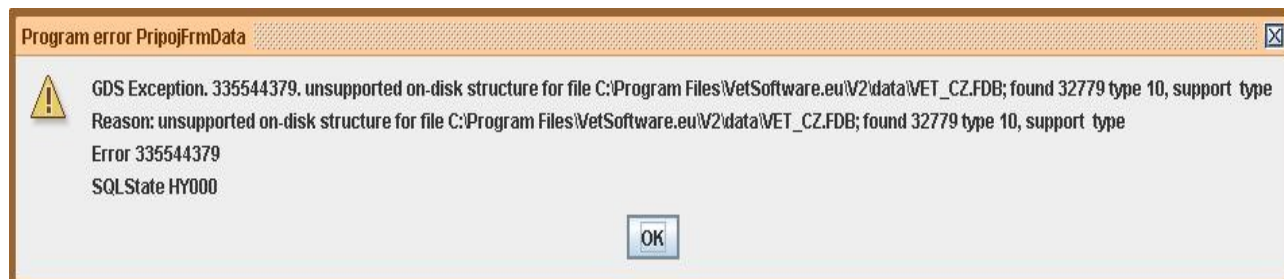 Program error PripojFrmData
GDS Exception. 335544379. unsupported on-disk structure for file C:\Program Files\VetSoftware.eu\V2\data\VET_CZ.FDB; found 32779 type 10, support type
Reason: unsupported on-disk structure for file C:\Program Files\VetSoftware.eu\V2\data\VET_CZ.FDB; found 32779 type 10, support type
Error 335544379
SQLState HY000
OK